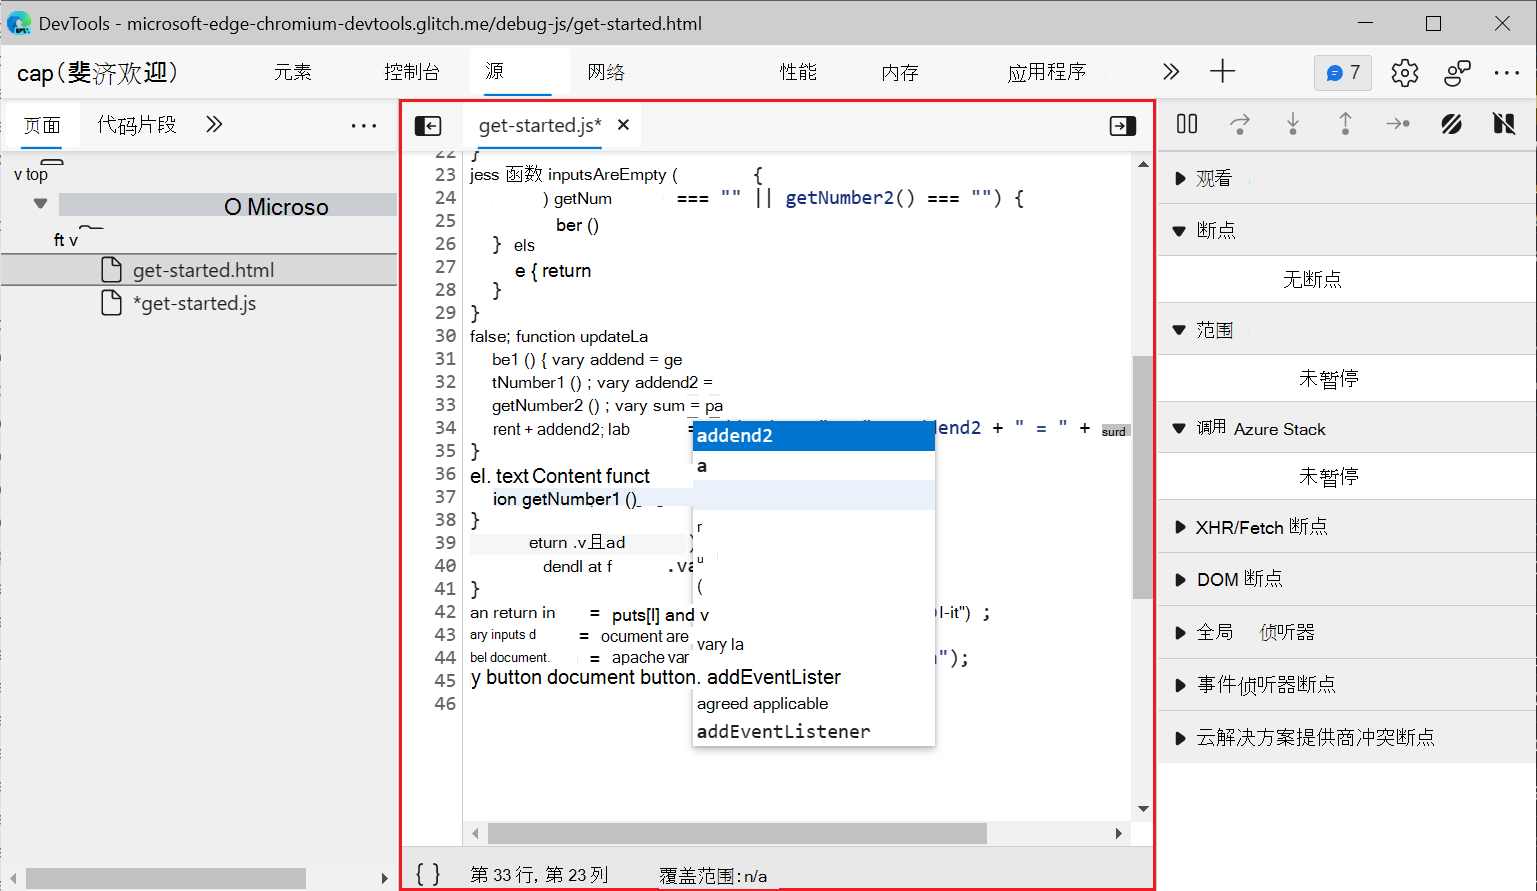 DevTools - microsoft-edge-chromium-devtools.glitch.me/debug-js/get-started.html
cap(斐济欢迎) 元素 控制台 源 网络 性能 内存 应用程序 7
页面 代码片段
v top
O Microso
ft v
get-started.html
*get-started.js
get-started.js*
22 }
23 jess 函数 inputsAreEmpty ( {
24 ) getNum === "" || getNumber2() === "") {
25 ber ()
26 } els
27 e { return
28 }
29 }
30 false; function updateLa
31 be1 () { vary addend = ge
32 tNumber1 () ; vary addend2 =
33 getNumber2 () ; vary sum = pa
34 rent + addend2; lab = dend2 + " = " + surd
35 }
36 el. text Content funct
37 ion getNumber1 ()
38 }
39 eturn .v且ad )
40 dendI at f .va
41 }
42 an return in = puts[I] and v I-it") ;
43 ary inputs d = ocument are
44 bel document. = apache var ");
45 y button document button. addEventLister
46
addend2
a
r
u
(
vary la
agreed applicable
addEventListener
{ } 第 33 行, 第 23 列 覆盖范围: n/a
观看
断点
无断点
范围
未暂停
调用 Azure Stack
未暂停
XHR/Fetch 断点
DOM 断点
全局 侦听器
事件侦听器断点
云解决方案提供商冲突断点